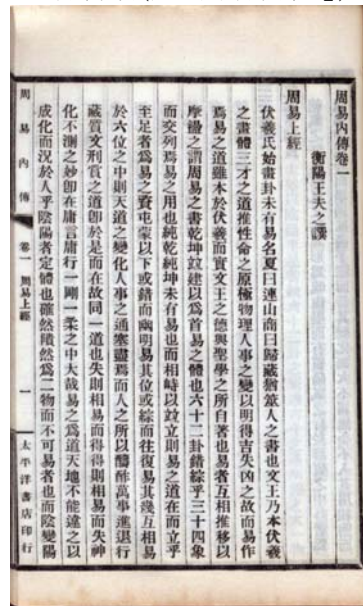 周易內傳卷一
衡陽王夫之譔
周易上經
伏羲氏始畫卦未有易名夏曰連山商曰歸藏猶筮人之書也文王乃本伏羲
之畫體三才之道推性命之原極物理人事之變以明得吉失凶之故而易作
焉易之道雖本於伏羲而實文王之德與聖學之所自著也易者互相推移以
摩盪之謂周易之書乾坤竝建以爲首易之體也六十二卦錯綜乎三十四象
而交列焉易之用也純乾純坤未有易也而相峙以竝立則易之道在而立乎
至足者爲易之資屯蒙以下或錯而幽明易其位或綜而往復易其幾互相易
於六位之中則天道之變化人事之通塞盡焉而人之所以酬酢萬事進退行
藏質文刑賞之道卽於是而在故同一道也失則相易而得得則相易而失神
化不測之妙卽在庸言庸行一剛一柔之中大哉易之爲道天地不能違之以
成化而況於人乎陰陽者定體也確然隤然爲二物而不可易者也而陰變陽
周易內傳 卷一 周易上經 一 太平洋書店印行